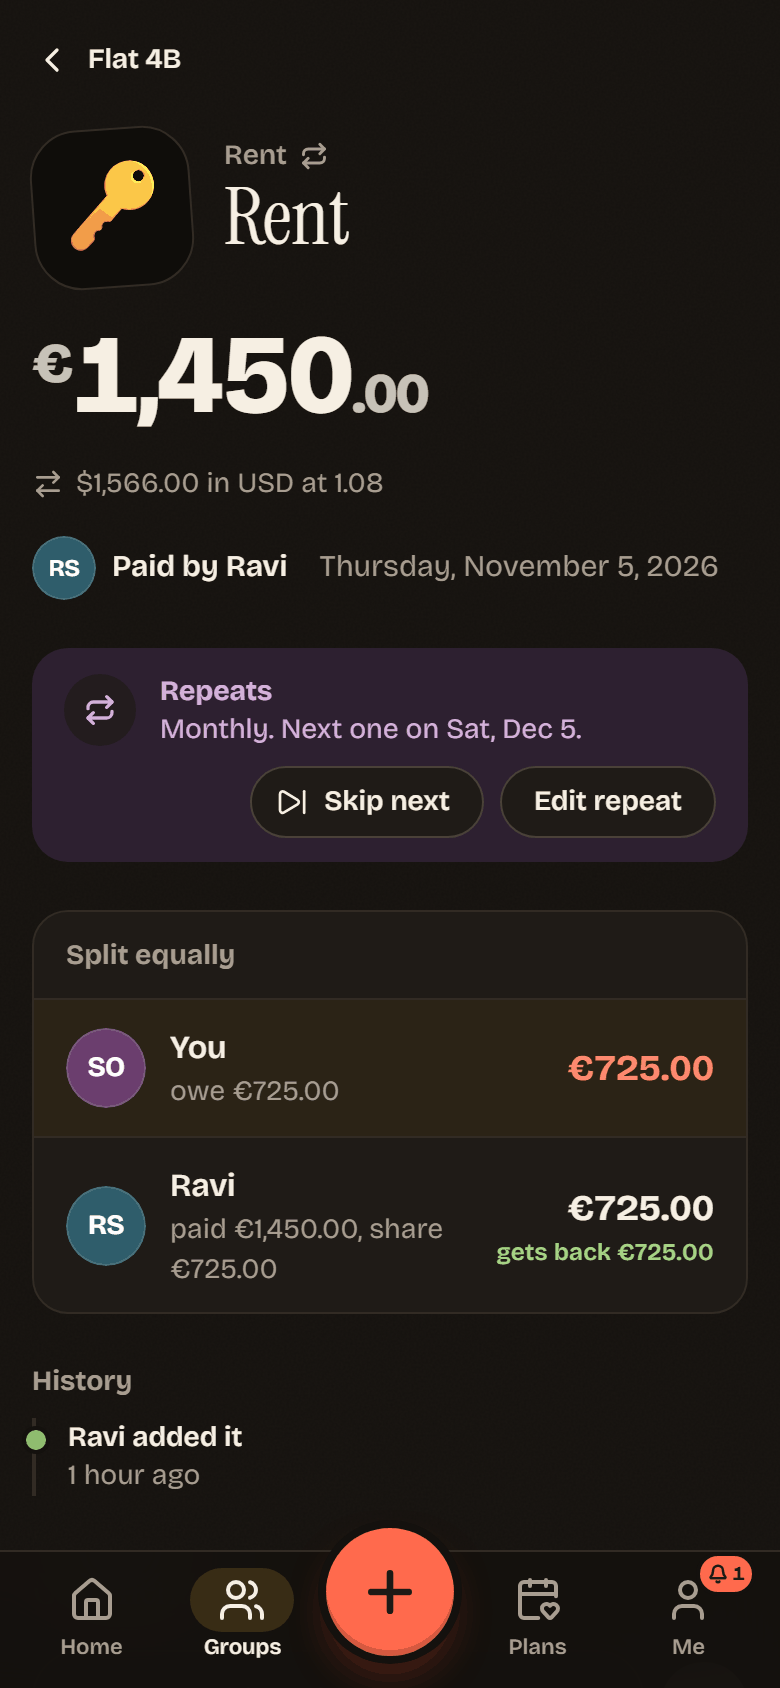 Flat 4B
Rent
Rent
€1,450.00
$1,566.00 in USD at 1.08
RS Paid by Ravi Thursday, November 5, 2026
Repeats
Monthly. Next one on Sat, Dec 5.
Skip next Edit repeat
Split equally
SO You €725.00
owe €725.00
RS Ravi €725.00
paid €1,450.00, share gets back €725.00
€725.00
History
Ravi added it
1 hour ago
1
Home Groups Plans Me